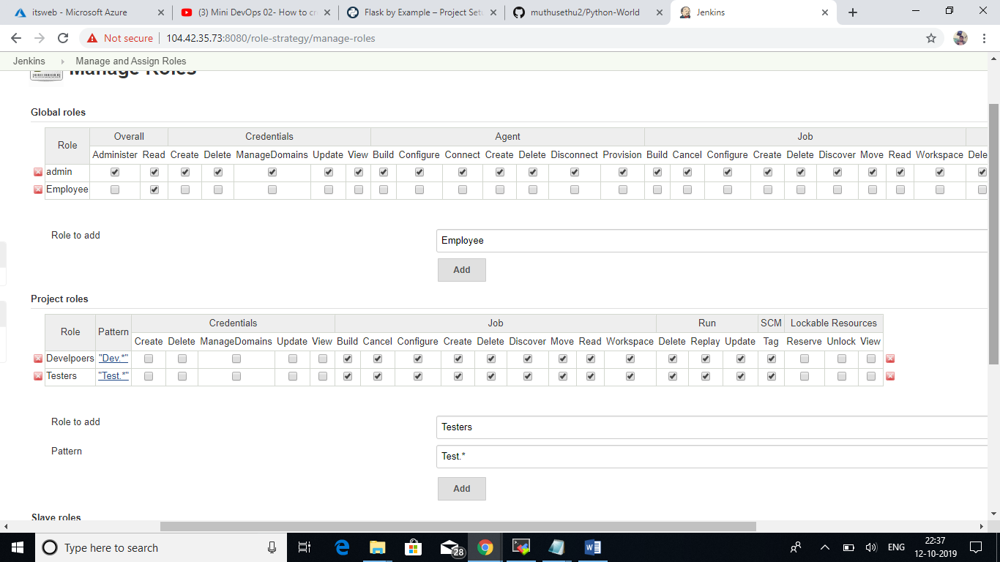 itsweb - Microsoft Azure
(3) Mini DevOps 02- How to cr
Flask by Example – Project Setu
muthusethu2/Python-World
Jenkins
Not secure
104.42.35.73:8080/role-strategy/manage-roles
Jenkins
Manage and Assign Roles
Manage Roles
Global roles
Role Overall Credentials Agent Job
Administer Read Create Delete ManageDomains Update View Build Configure Connect Create Delete Disconnect Provision Build Cancel Configure Create Delete Discover Move Read Workspace Dele
admin
Employee
Role to add
Employee
Add
Project roles
Role Pattern Credentials Job Run SCM Lockable Resources
Create Delete ManageDomains Update View Build Cancel Configure Create Delete Discover Move Read Workspace Delete Replay Update Tag Reserve Unlock View
Develpoers "Dev.*"
Testers "Test.*"
Role to add
Testers
Pattern
Test.*
Add
Slave roles
Type here to search
28
ENG
22:37
12-10-2019